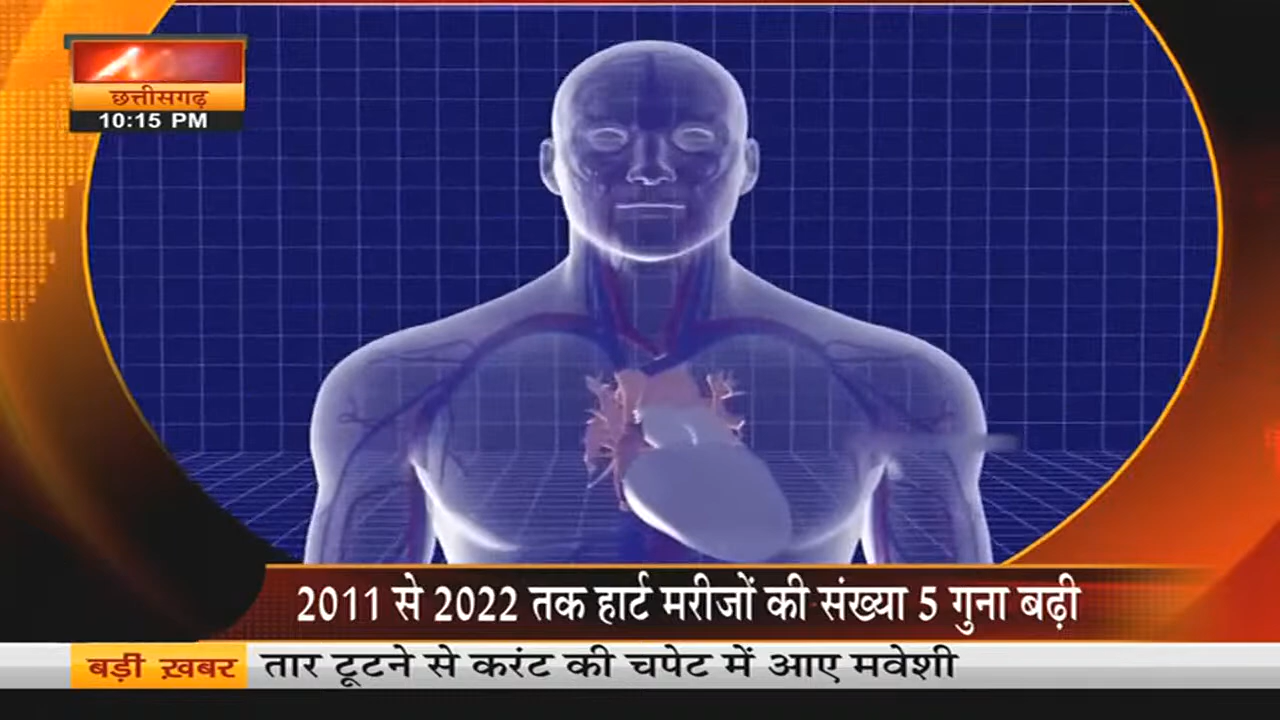 छत्तीसगढ़
10:15 PM
2011 से 2022 तक हार्ट मरीजों की संख्या 5 गुना बढ़ी
बड़ी ख़बर तार टूटने से करंट की चपेट में आए मवेशी